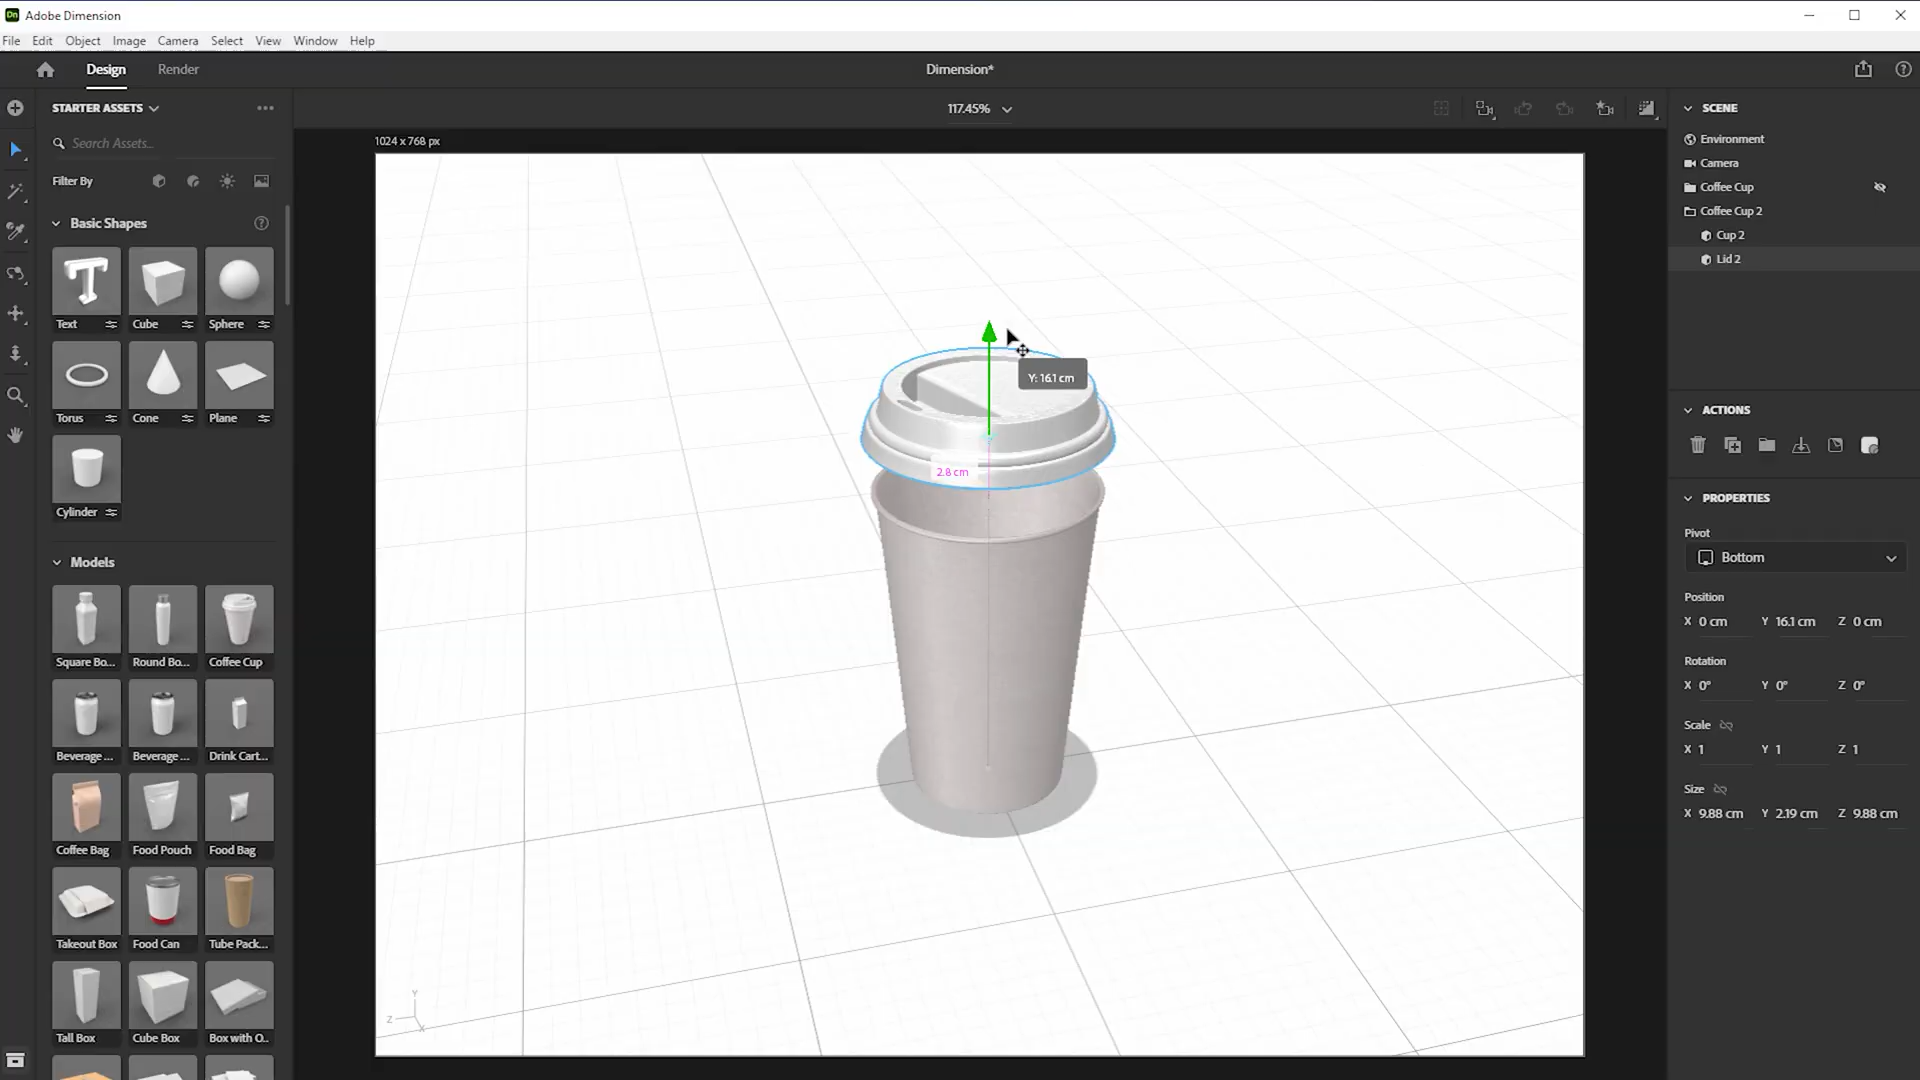 Dn Adobe Dimension
File Edit Object Image Camera Select View Window Help
Design Render
Dimension*
STARTER ASSETS
Search Assets...
Filter By
Basic Shapes
Text Cube Sphere
Torus Cone Plane
Cylinder
Models
Square Bo... Round Bo... Coffee Cup
Beverage ... Beverage ... Drink Cart...
Coffee Bag Food Pouch Food Bag
Takeout Box Food Can Tube Pack...
Tall Box Cube Box Box with O..
117.45%
1024 x 768 px
Y: 16.1 cm
2.8 cm
Y
Z
X
SCENE
Environment
Camera
Coffee Cup
Coffee Cup 2
Cup 2
Lid 2
ACTIONS
PROPERTIES
Pivot
Bottom
Position
X 0 cm Y 16.1 cm Z 0 cm
Rotation
X 0° Y 0° Z 0°
Scale
X 1 Y 1 Z 1
Size
X 9.88 cm Y 2.19 cm Z 9.88 cm